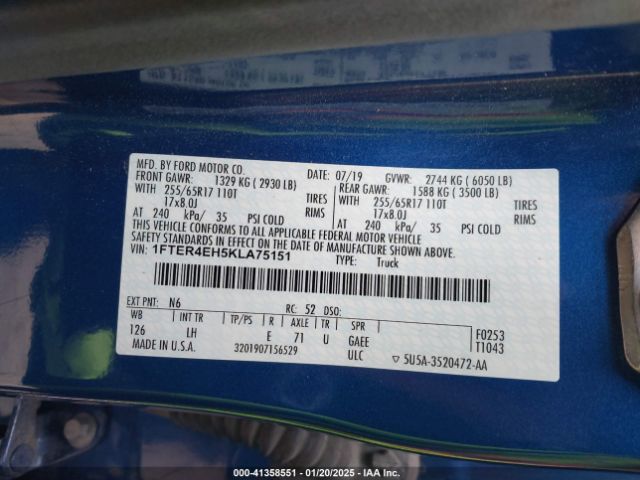 MFD. BY FORD MOTOR CO. 07/19 GVWR: 2744 KG ( 6050 LB)
FRONT GAWR: 1329 KG ( 2930 LB) REAR GAWR: 1588 KG ( 3500 LB)
WITH 255/65R17 110T TIRES WITH 255/65R17 110T TIRES
17x8.0J RIMS 17x8.0J RIMS
AT 240 kPa/ 35 PSI COLD AT 240 kPa/ 35 PSI COLD
THIS VEHICLE CONFORMS TO ALL APPLICABLE FEDERAL MOTOR VEHICLE
SAFETY AND THEFT PREVENTION STANDARDS IN EFFECT ON THE DATE OF MANUFACTURE SHOWN ABOVE.
VIN: 1FTER4EH5KLA75151 TYPE: Truck
EXT PNT: N6 RC: 52 DSO:
WB INT TR TP/PS R AXLE TR SPR F0253
126 LH E 71 U GAEE T1043
MADE IN U.S.A. 3201907156529 ULC ▽ 5U5A-3520472-AA
000-41358551 | 01/20/2025 | IAA Inc.